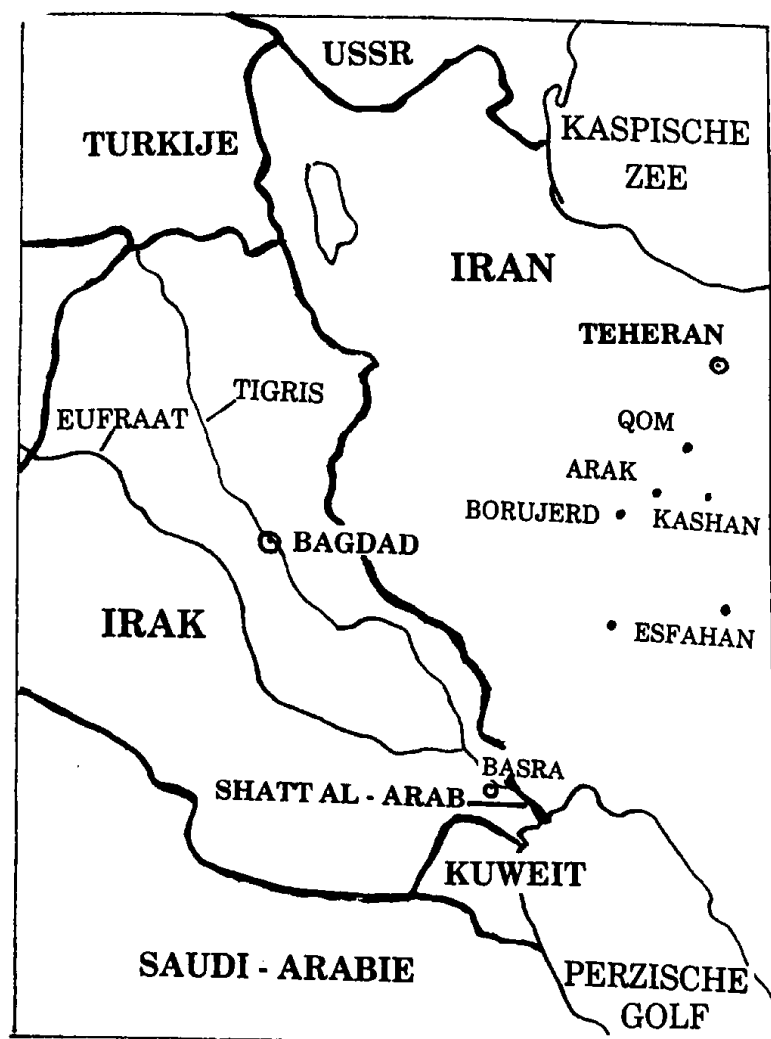 USSR
TURKIJE
KASPISCHE
ZEE
IRAN
TEHERAN
TIGRIS
EUFRAAT
QOM
ARAK
BORUJERD
KASHAN
BAGDAD
IRAK
ESFAHAN
BASRA
SHATT AL - ARAB
KUWEIT
SAUDI - ARABIE
PERZISCHE
GOLF